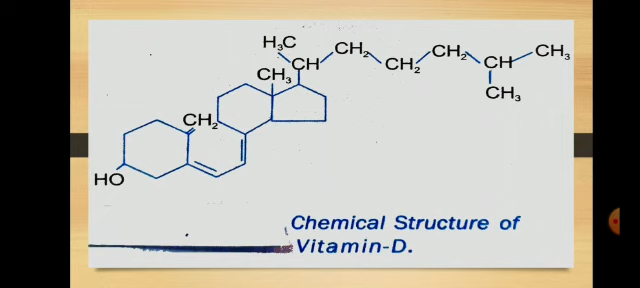 H₃C
CH₂
CH₂
CH₃
CH
CH₂
CH
CH₃
CH₃
CH₂
HO
Chemical Structure of
Vitamin-D.